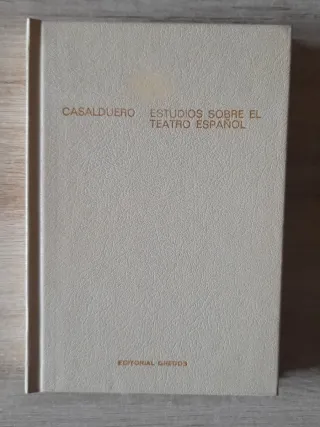 CASALDUERO ESTUDIOS SOBRE EL
TEATRO ESPAÑOL
EDITORIAL GREDOS